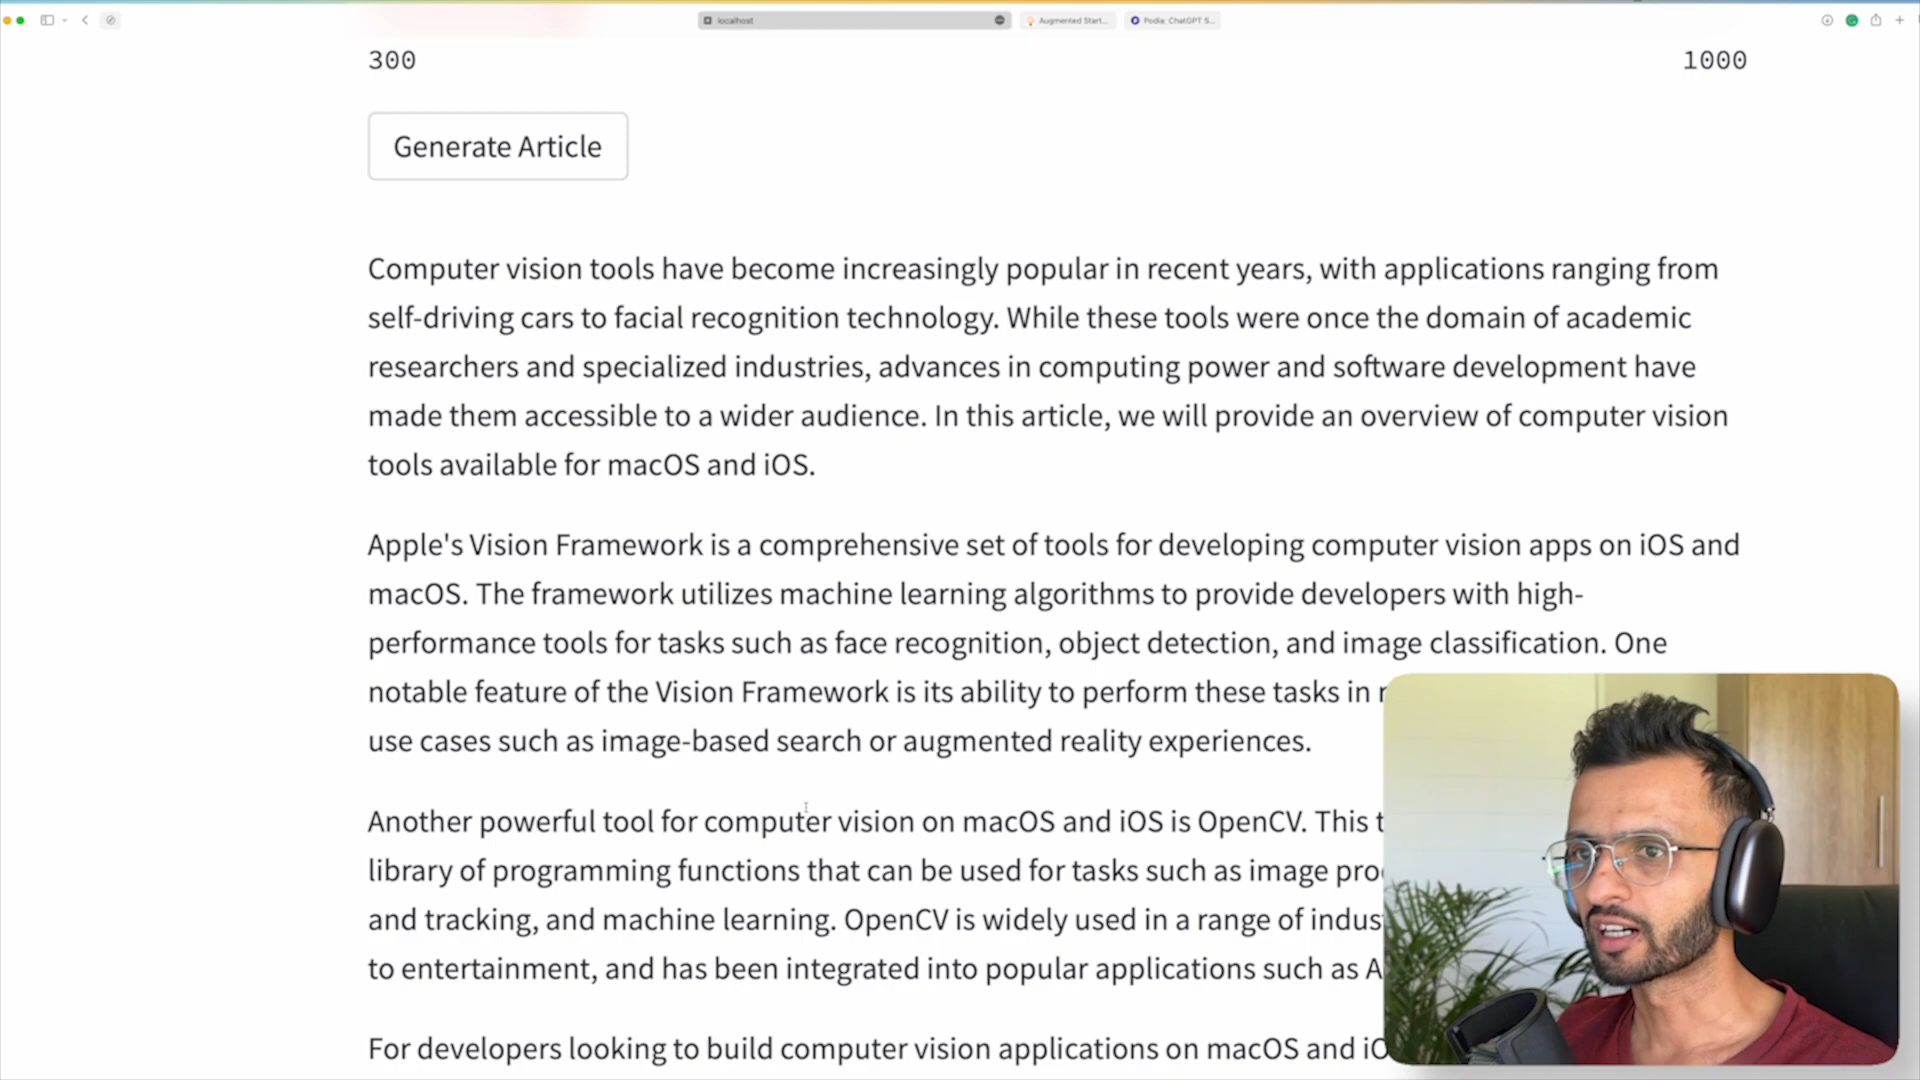 localhost
Augmented Start...
Podia: ChatGPT S...
300
1000
Generate Article
Computer vision tools have become increasingly popular in recent years, with applications ranging from
self-driving cars to facial recognition technology. While these tools were once the domain of academic
researchers and specialized industries, advances in computing power and software development have
made them accessible to a wider audience. In this article, we will provide an overview of computer vision
tools available for macOS and iOS.
Apple's Vision Framework is a comprehensive set of tools for developing computer vision apps on iOS and
macOS. The framework utilizes machine learning algorithms to provide developers with high-
performance tools for tasks such as face recognition, object detection, and image classification. One
notable feature of the Vision Framework is its ability to perform these tasks in
use cases such as image-based search or augmented reality experiences.
Another powerful tool for computer vision on macOS and iOS is OpenCV. This
library of programming functions that can be used for tasks such as image
and tracking, and machine learning. OpenCV is widely used in a range of
to entertainment, and has been integrated into popular applications such as
For developers looking to build computer vision applications on macOS and